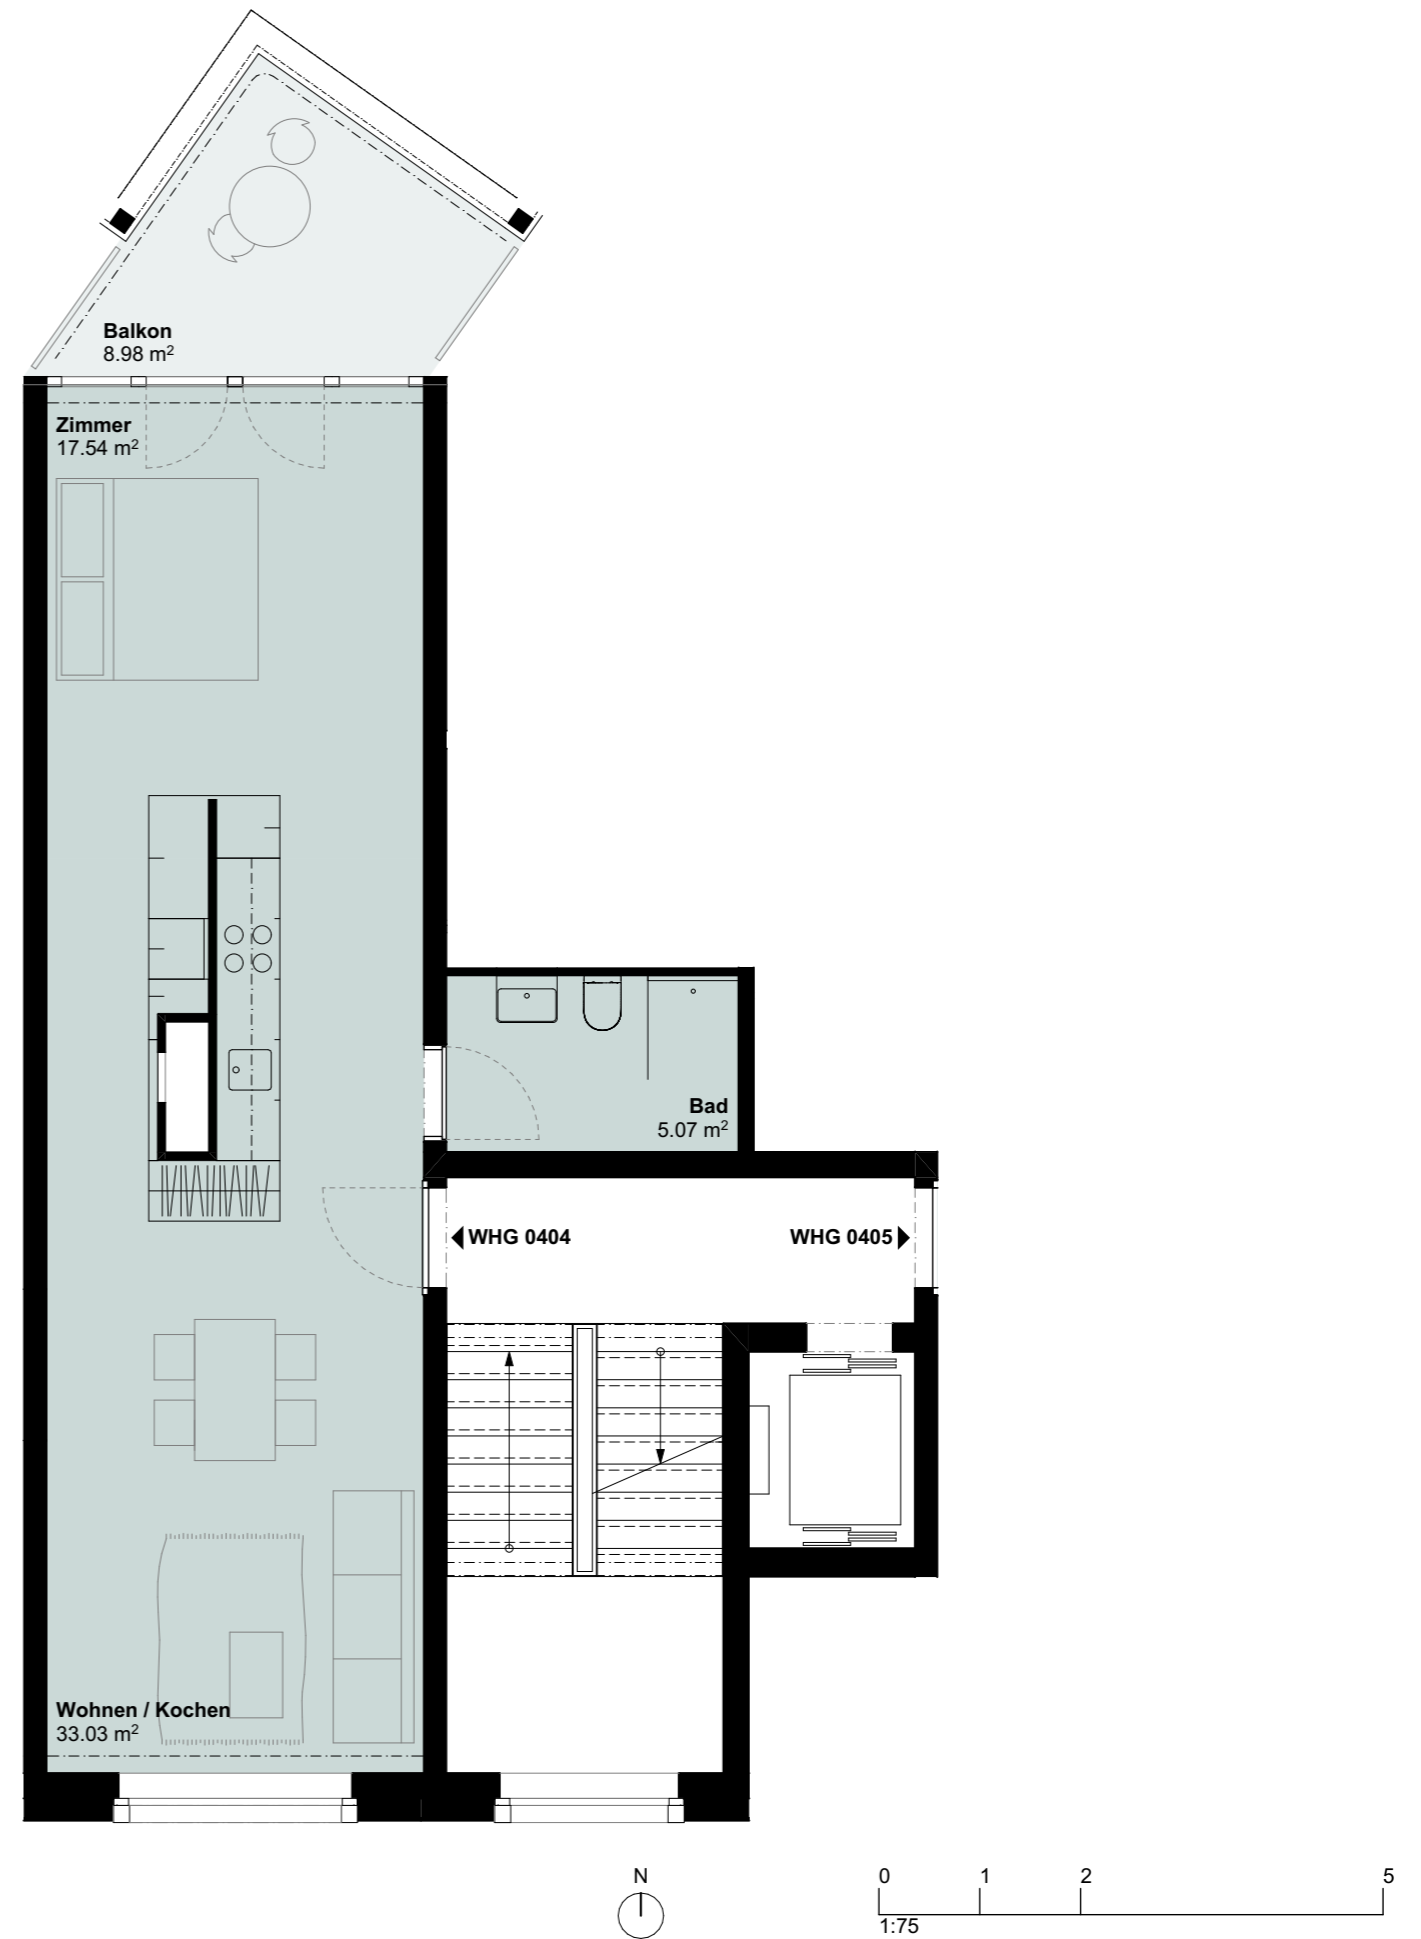 Balkon
8.98 m²
Zimmer
17.54 m²
Bad
5.07 m²
WHG 0404
WHG 0405
Wohnen / Kochen
33.03 m²
N
0 1 2 5
1:75